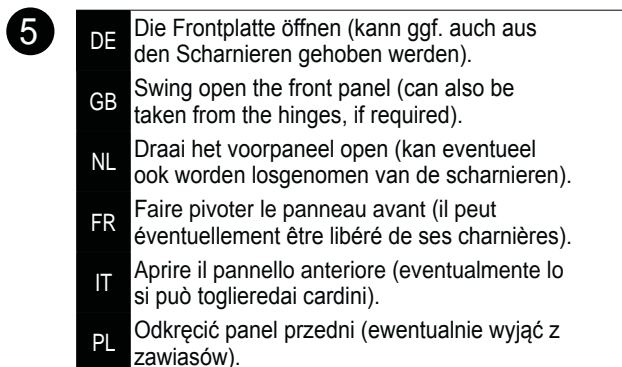 5
DE Die Frontplatte öffnen (kann ggf. auch aus
den Scharnieren gehoben werden).
GB Swing open the front panel (can also be
taken from the hinges, if required).
NL Draai het voorpaneel open (kan eventueel
ook worden losgenomen van de scharnieren).
FR Faire pivoter le panneau avant (il peut
éventuellement être libéré de ses charnières).
IT Aprire il pannello anteriore (eventualmente lo
si può toglieredai cardini).
PL Odkręcić panel przedni (ewentualnie wyjąć z
zawiasów).